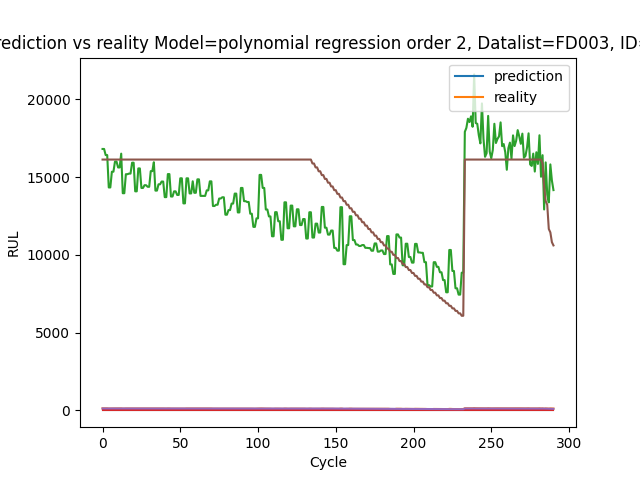 rediction vs reality Model=polynomial regression order 2, Datalist=FD003, ID=
prediction
reality
RUL
20000
15000
10000
5000
0
0 50 100 150 200 250 300
Cycle